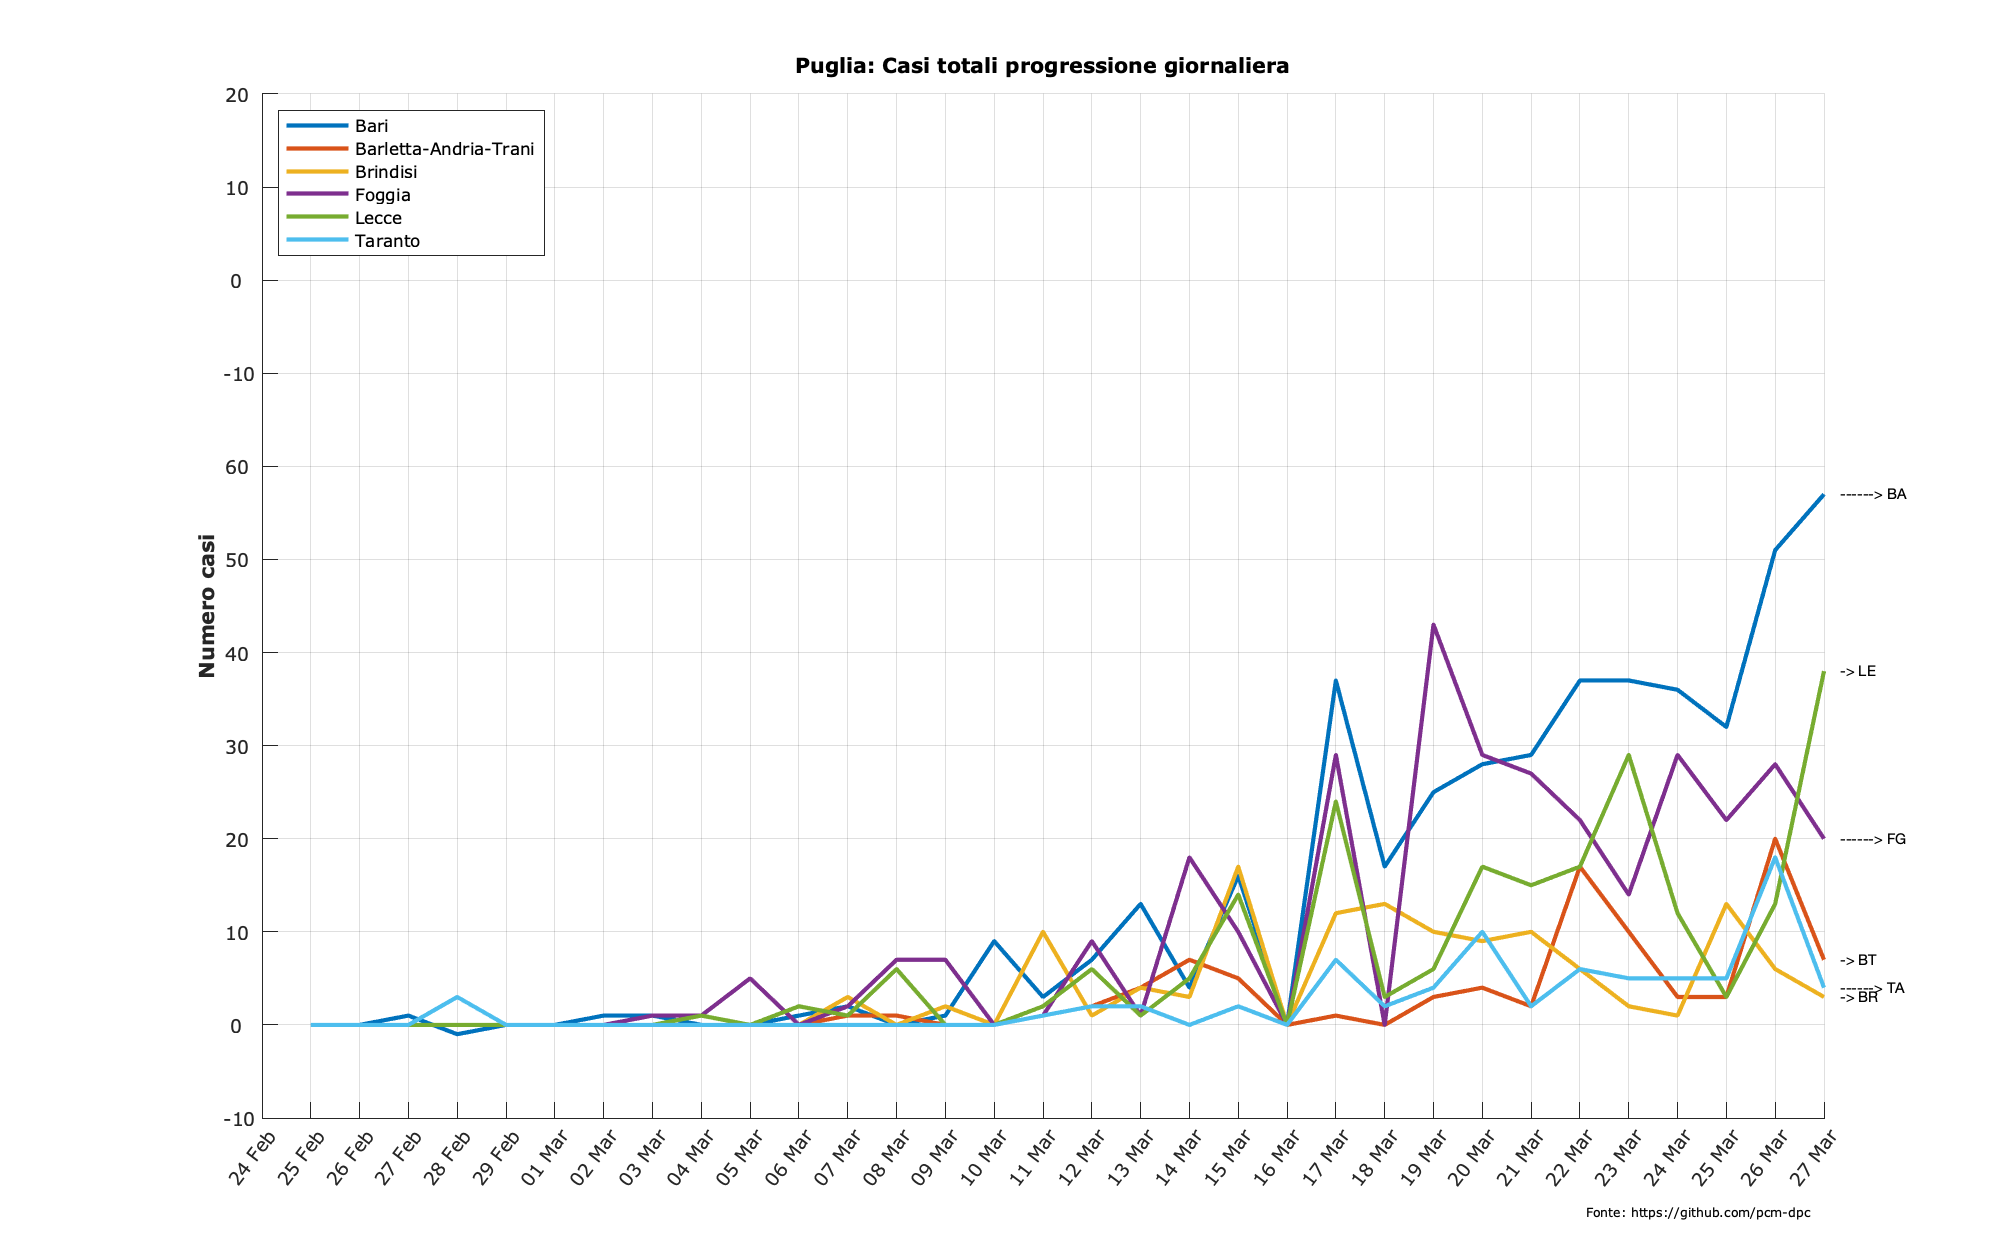 Puglia: Casi totali progressione giornaliera
20
10
0
-10
60
50
40
30
20
10
0
-10
Numero casi
Bari
Barletta-Andria-Trani
Brindisi
Foggia
Lecce
Taranto
------> BA
-> LE
------> FG
-> BT
------> TA
-> BR
24 Feb
25 Feb
26 Feb
27 Feb
28 Feb
29 Feb
01 Mar
02 Mar
03 Mar
04 Mar
05 Mar
06 Mar
07 Mar
08 Mar
09 Mar
10 Mar
11 Mar
12 Mar
13 Mar
14 Mar
15 Mar
16 Mar
17 Mar
18 Mar
19 Mar
20 Mar
21 Mar
22 Mar
23 Mar
24 Mar
25 Mar
26 Mar
27 Mar
Fonte: https://github.com/pcm-dpc